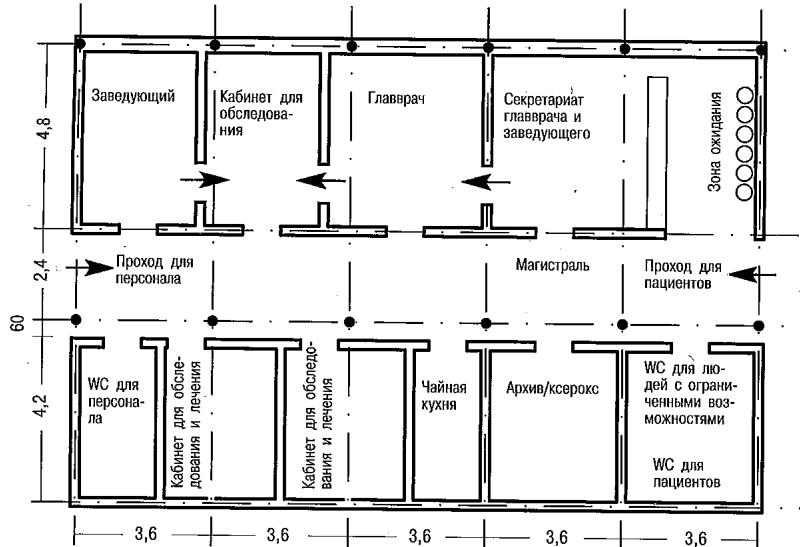 Заведующий
Кабинет для
обследова-
ния
Главврач
Секретариат
главврача и
заведующего
Зона ожидания
4,8
Проход для
персонала
Магистраль
Проход для
пациентов
2,4
60
WC для
персона-
ла
Кабинет для обсле-
дования и лечения
Кабинет для обследо-
вания и лечения
Чайная
кухня
Архив/ксерокс
WC для лю-
дей с ограни-
ченными воз-
можностями
WC для
пациентов
4,2
3,6
3,6
3,6
3,6
3,6